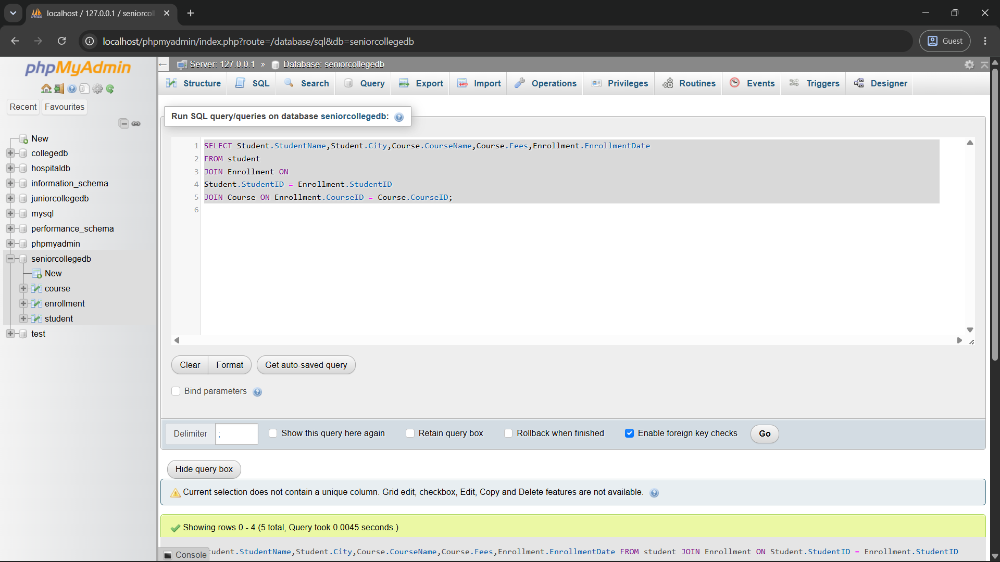 localhost / 127.0.0.1 / seniorcol
localhost/phpmyadmin/index.php?route=/database/sql&db=seniorcollegedb
Guest
phpMyAdmin
Recent
Favourites
New
collegedb
hospitaldb
information_schema
juniorcollegedb
mysql
performance_schema
phpmyadmin
seniorcollegedb
New
course
enrollment
student
test
Server: 127.0.0.1 » Database: seniorcollegedb
Structure
SQL
Search
Query
Export
Import
Operations
Privileges
Routines
Events
Triggers
Designer
Run SQL query/queries on database seniorcollegedb:
1 SELECT Student.StudentName,Student.City,Course.CourseName,Course.Fees,Enrollment.EnrollmentDate
2 FROM student
3 JOIN Enrollment ON
4 Student.StudentID = Enrollment.StudentID
5 JOIN Course ON Enrollment.CourseID = Course.CourseID;
6
Clear
Format
Get auto-saved query
Bind parameters
Delimiter ;
Show this query here again
Retain query box
Rollback when finished
Enable foreign key checks
Go
Hide query box
Current selection does not contain a unique column. Grid edit, checkbox, Edit, Copy and Delete features are not available.
Showing rows 0 - 4 (5 total, Query took 0.0045 seconds.)
Console
tudent.StudentName,Student.City,Course.CourseName,Course.Fees,Enrollment.EnrollmentDate FROM student JOIN Enrollment ON Student.StudentID = Enrollment.StudentID